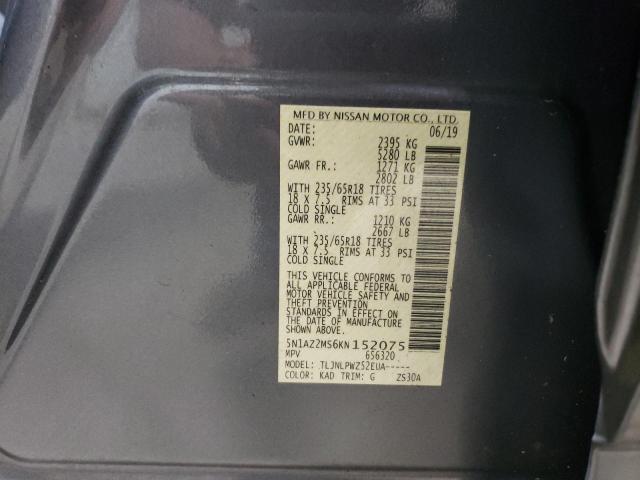 MFD BY NISSAN MOTOR CO., LTD.
DATE: 06/19
GVWR: 2395 KG
5280 LB
GAWR FR.: 1271 KG
2802 LB
WITH 235/65R18 TIRES
18 X 7.5 RIMS AT 33 PSI
COLD SINGLE
GAWR RR.: 1210 KG
2667 LB
WITH 235/65R18 TIRES
18 X 7.5 RIMS AT 33 PSI
COLD SINGLE
THIS VEHICLE CONFORMS TO
ALL APPLICABLE FEDERAL
MOTOR VEHICLE SAFETY AND
THEFT PREVENTION
STANDARDS IN EFFECT ON THE
DATE OF MANUFACTURE SHOWN
ABOVE.
5N1AZ2MS6KN152075
MPV 656320
MODEL: TLJNLPWZ52EUA-----
COLOR: KAD TRIM: G ZS30A